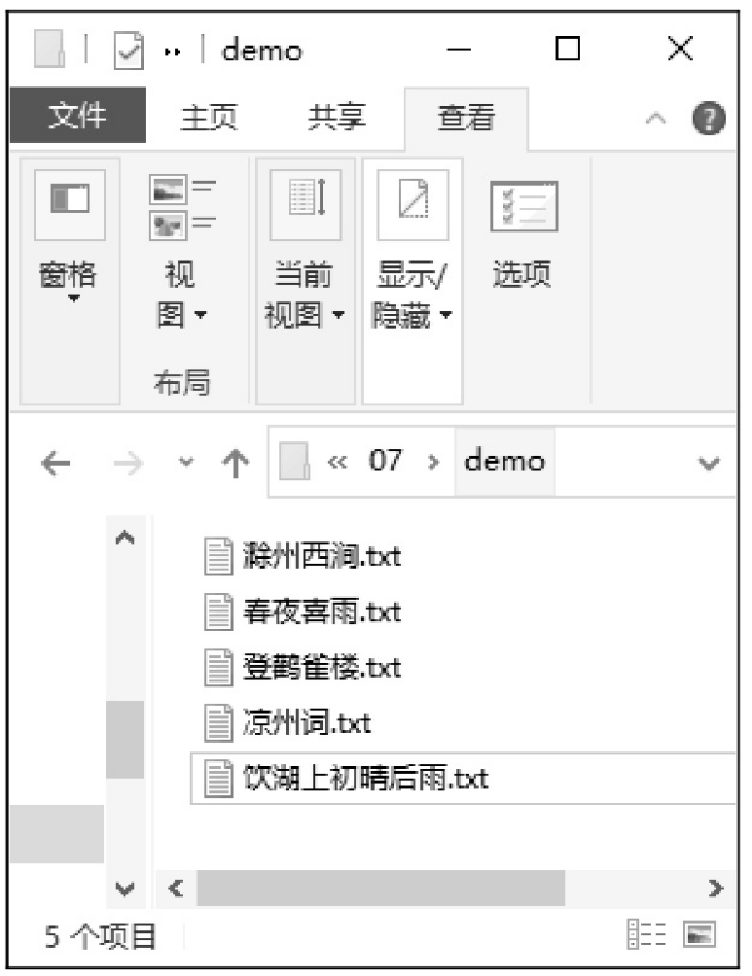 demo
文件 主页 共享 查看
窗格 视图 当前视图 显示/隐藏 选项
布局
« 07 > demo
滁州西涧.txt
春夜喜雨.txt
登鹳雀楼.txt
凉州词.txt
饮湖上初晴后雨.txt
5 个项目